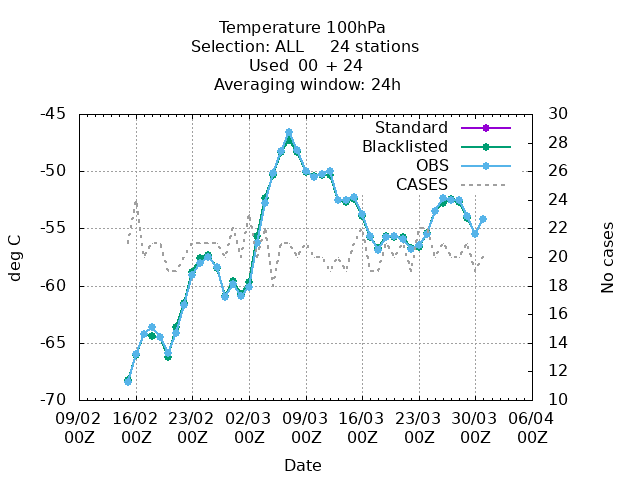 Temperature 100hPa
Selection: ALL 24 stations
Used 00 + 24
Averaging window: 24h
-45 30
Standard
28
Blacklisted
-50 26
OBS
CASES
24
-55 22
deg C
No cases
20
-60 18
16
-65 14
12
-70 10
09/02 16/02 23/02 02/03 09/03 16/03 23/03 30/03 06/04
00Z 00Z 00Z 00Z 00Z 00Z 00Z 00Z 00Z
Date